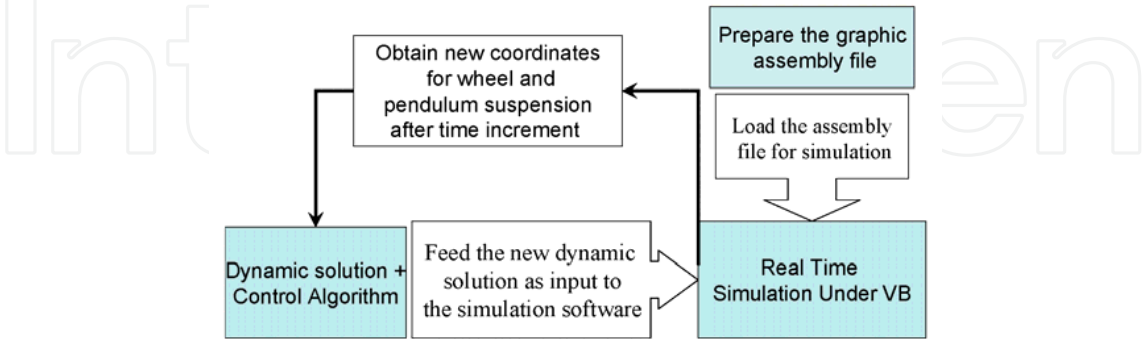 Prepare the graphic
assembly file
Obtain new coordinates
for wheel and
pendulum suspension
after time increment
Load the assembly
file for simulation
Dynamic solution +
Control Algorithm
Feed the new dynamic
solution as input to
the simulation software
Real Time
Simulation Under VB
Int
en